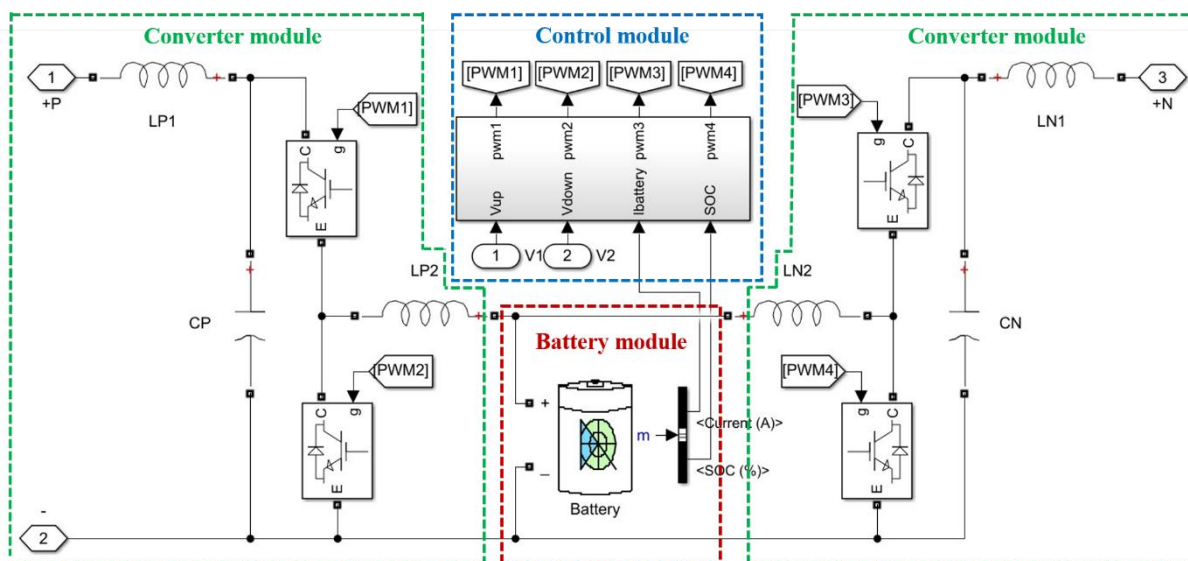 Converter module
Control module
Converter module
1
+P
LP1
[PWM1]
[PWM2]
[PWM3]
[PWM4]
3
+N
LN1
[PWM1]
[PWM3]
C
g
E
pwm1
pwm2
pwm3
pwm4
Vup
Vdown
Ibattery
SOC
C
g
E
1
V1
2
V2
+
LP2
LN2
+
CP
CN
Battery module
[PWM2]
[PWM4]
C
g
E
+
_
m
<Current (A)>
<SOC (%)>
Battery
C
g
E
-
2